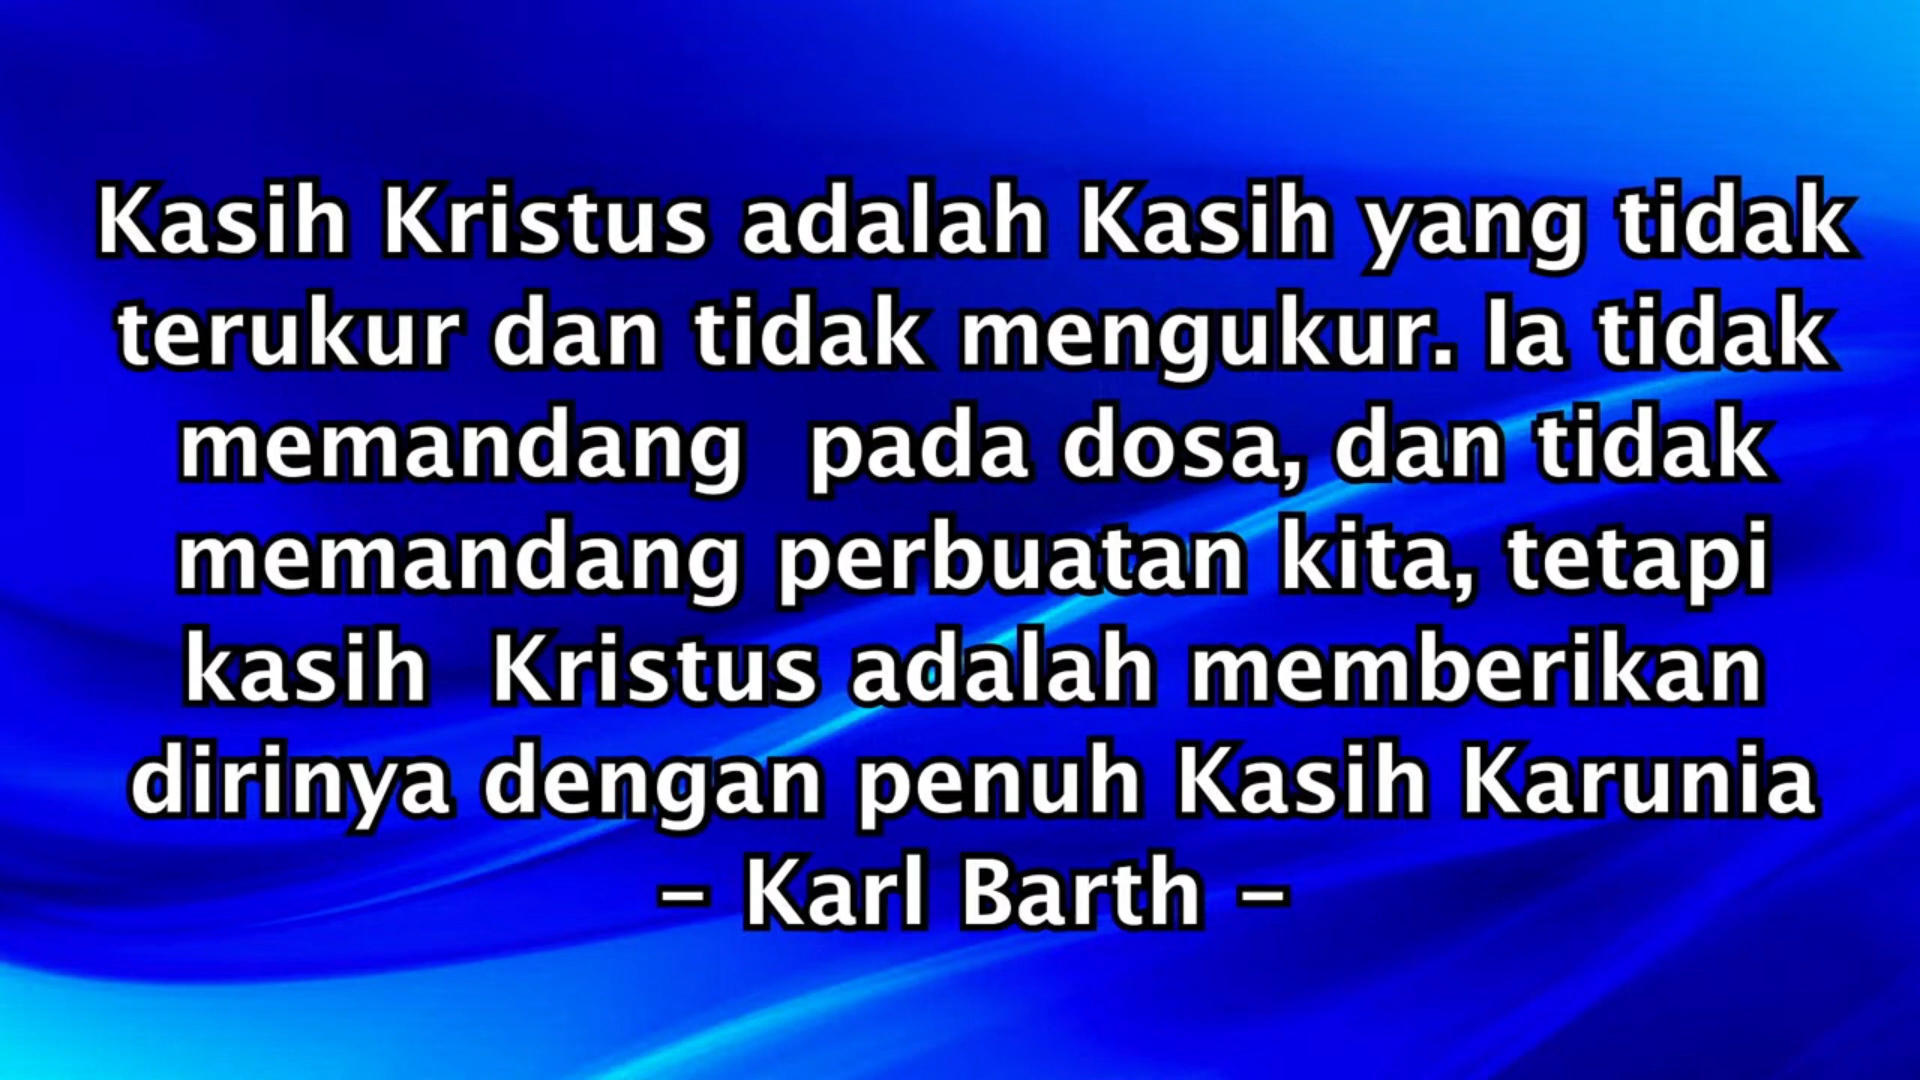 Kasih Kristus adalah Kasih yang tidak
terukur dan tidak mengukur. Ia tidak
memandang  pada dosa, dan tidak
memandang perbuatan kita, tetapi
kasih  Kristus adalah memberikan
dirinya dengan penuh Kasih Karunia
– Karl Barth –